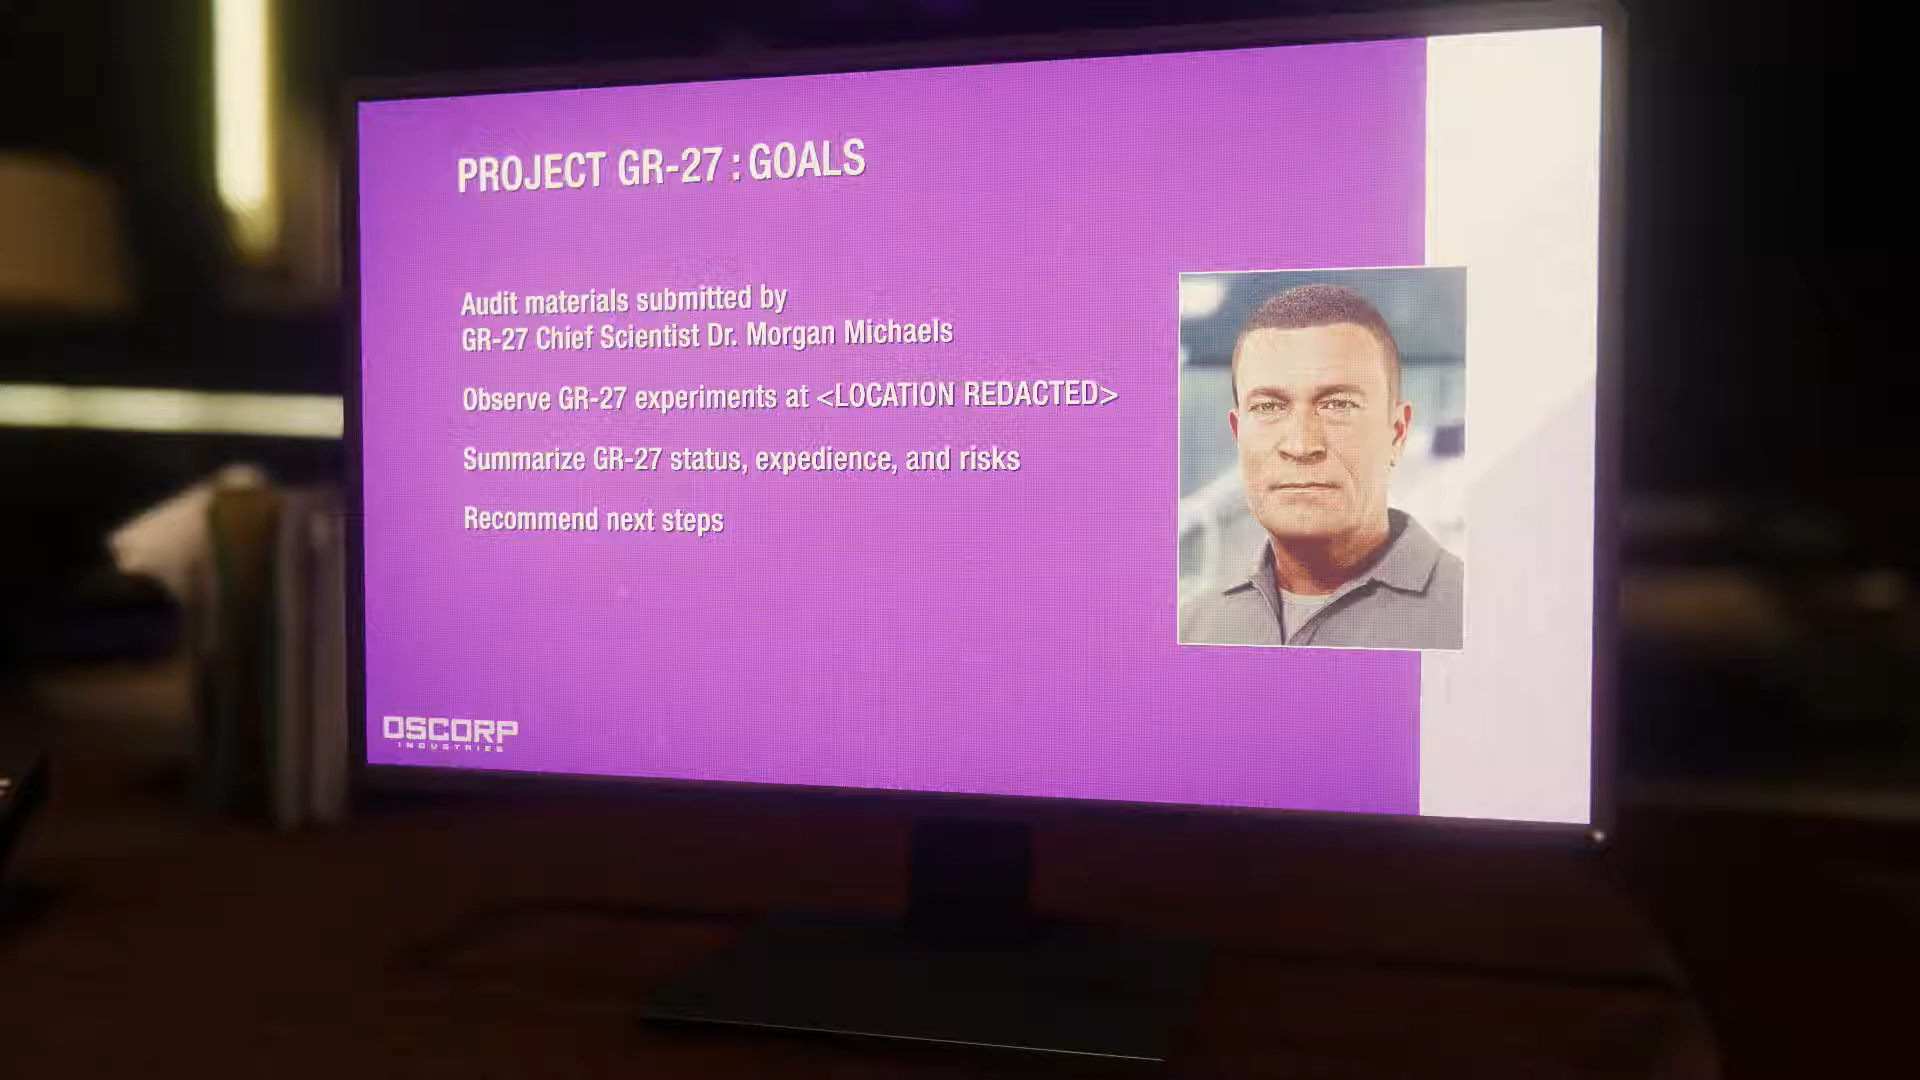 PROJECT GR-27 : GOALS
Audit materials submitted by
GR-27 Chief Scientist Dr. Morgan Michaels
Observe GR-27 experiments at <LOCATION REDACTED>
Summarize GR-27 status, expedience, and risks
Recommend next steps
OSCORP
INDUSTRIES